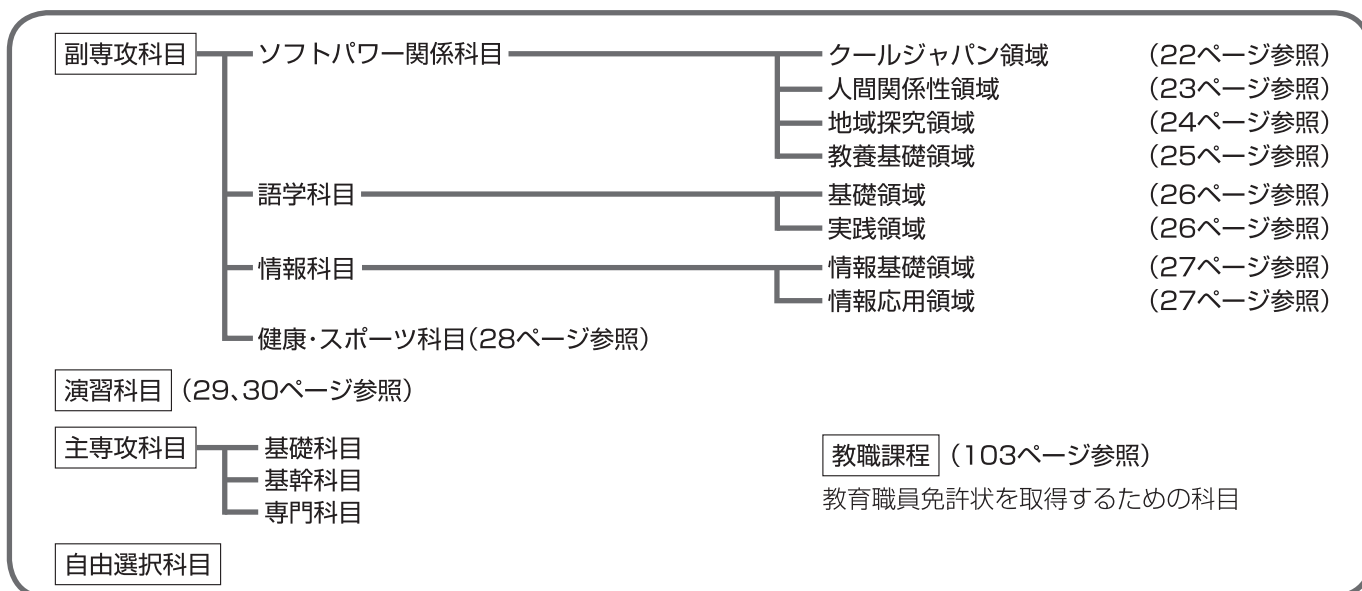 副専攻科目 ソフトパワー関係科目 クールジャパン領域 (22ページ参照)
人間関係性領域 (23ページ参照)
地域探究領域 (24ページ参照)
教養基礎領域 (25ページ参照)
語学科目 基礎領域 (26ページ参照)
実践領域 (26ページ参照)
情報科目 情報基礎領域 (27ページ参照)
情報応用領域 (27ページ参照)
健康・スポーツ科目(28ページ参照)
演習科目 (29、30ページ参照)
主専攻科目 基礎科目
基幹科目
専門科目
教職課程 (103ページ参照)
教育職員免許状を取得するための科目
自由選択科目